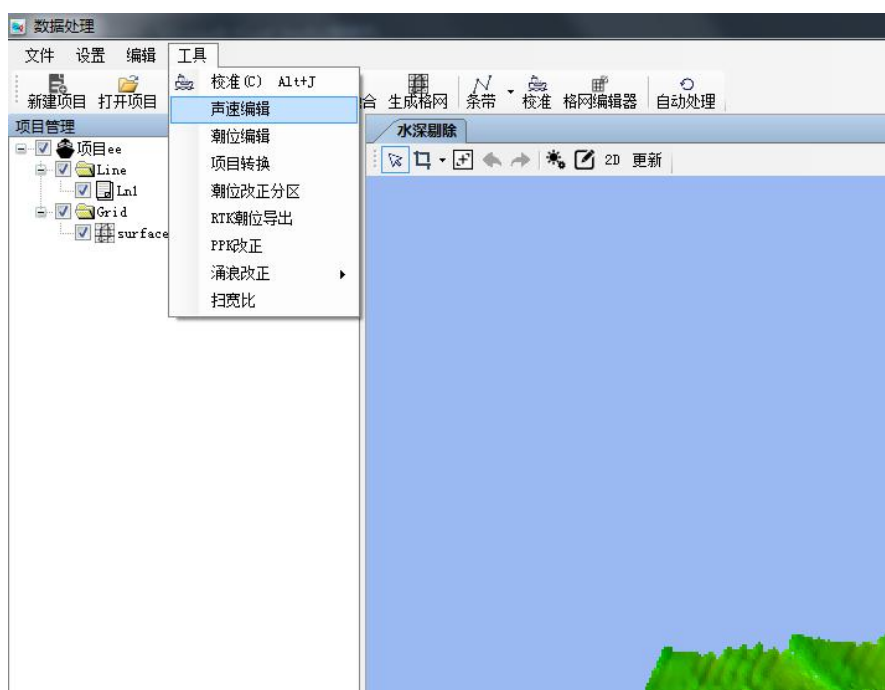 数据处理
文件 设置 编辑 工具
新建项目 打开项目 合 生成格网 条带 校准 格网编辑器 自动处理
校准(C) Alt+J
声速编辑
潮位编辑
项目转换
潮位改正分区
RTK潮位导出
PPK改正
涌浪改正
扫宽比
项目管理
项目ee
Line
Ln1
Grid
surface
水深剔除
2D 更新